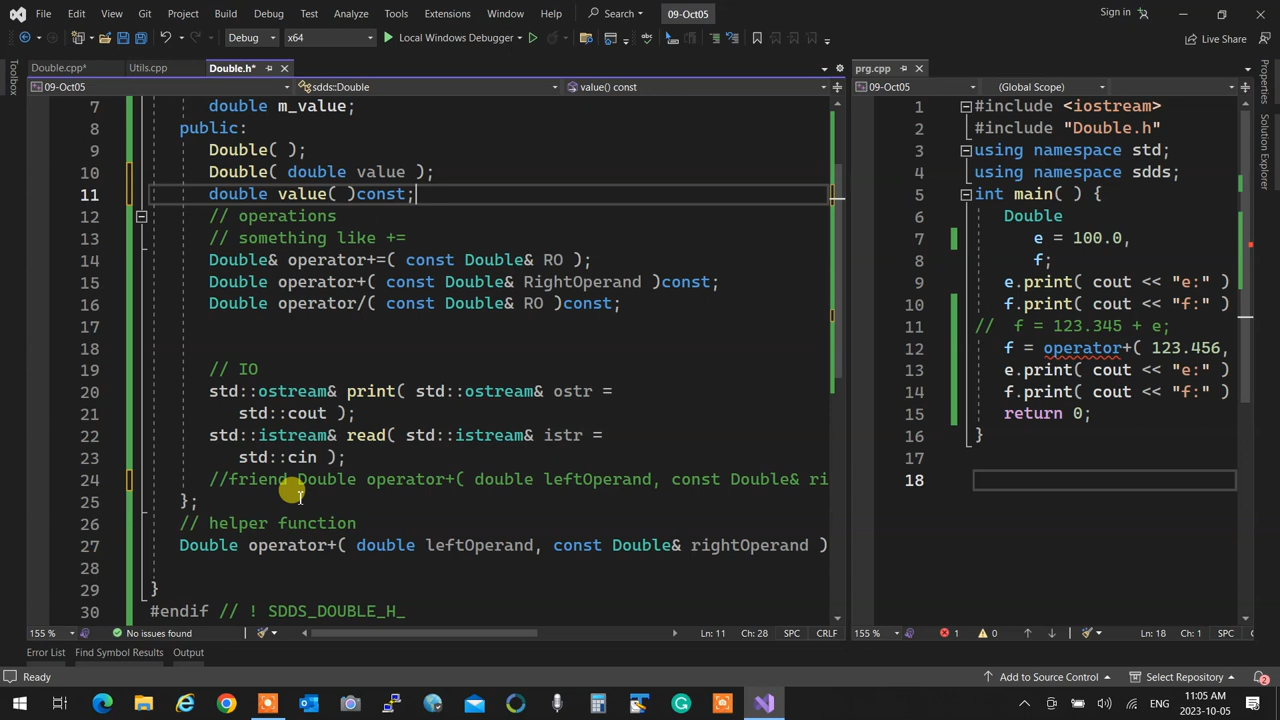 File Edit View Git Project Build Debug Test Analyze Tools Extensions Window Help Search 09-Oct05 Sign in
Debug x64 Local Windows Debugger Live Share
Toolbox
Double.cpp* Utils.cpp Double.h*
09-Oct05 sdds::Double value() const
7 double m_value;
8 public:
9 Double( );
10 Double( double value );
11 double value( )const;
12 // operations
13 // something like +=
14 Double& operator+=( const Double& RO );
15 Double operator+( const Double& RightOperand )const;
16 Double operator/( const Double& RO )const;
17
18
19 // IO
20 std::ostream& print( std::ostream& ostr =
21 std::cout );
22 std::istream& read( std::istream& istr =
23 std::cin );
24 //friend Double operator+( double leftOperand, const Double& ri
25 };
26 // helper function
27 Double operator+( double leftOperand, const Double& rightOperand )
28
29 }
30 #endif // ! SDDS_DOUBLE_H_
155 % No issues found Ln: 11 Ch: 28 SPC CRLF
prg.cpp
09-Oct05 (Global Scope)
1 #include <iostream>
2 #include "Double.h"
3 using namespace std;
4 using namespace sdds;
5 int main( ) {
6 Double
7 e = 100.0,
8 f;
9 e.print( cout << "e:" )
10 f.print( cout << "f:" )
11 // f = 123.345 + e;
12 f = operator+( 123.456,
13 e.print( cout << "e:" )
14 f.print( cout << "f:" )
15 return 0;
16 }
17
18
155 % 1 0 Ln: 18 Ch: 1 SPC CRLF
Properties
Solution Explorer
Error List Find Symbol Results Output
Ready Add to Source Control Select Repository 2
ENG 11:05 AM
2023-10-05